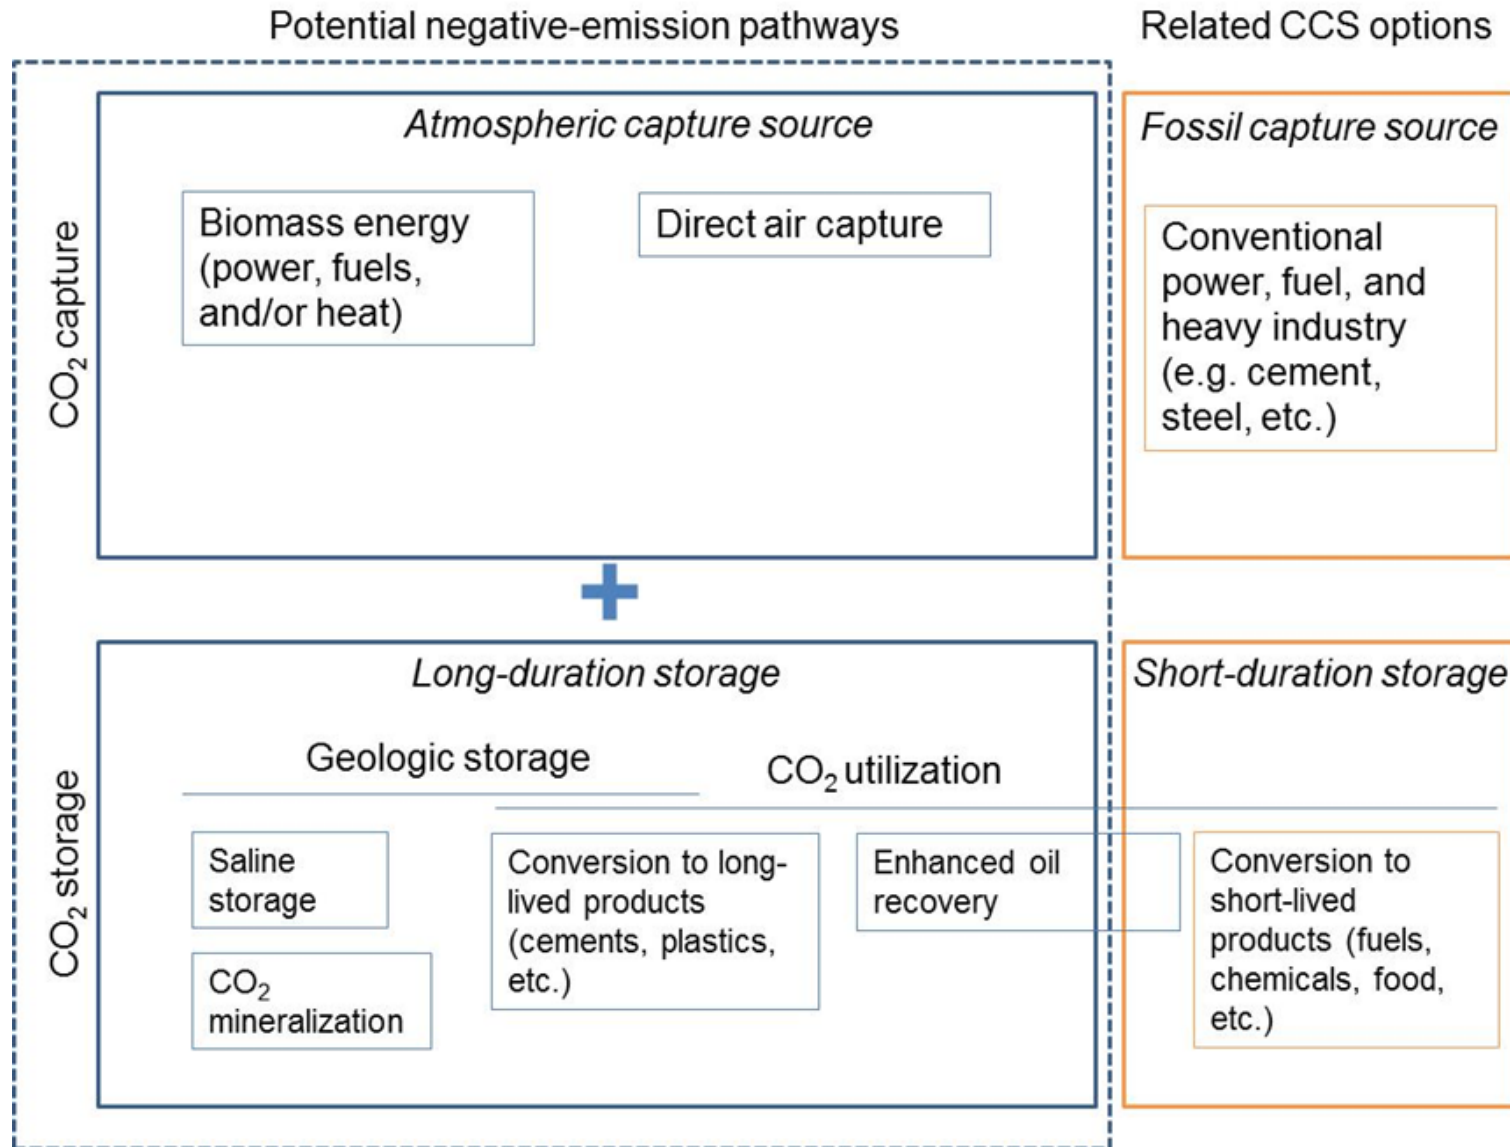 Potential negative-emission pathways
Related CCS options
CO₂ capture
Atmospheric capture source
Biomass energy
(power, fuels,
and/or heat)
Direct air capture
Fossil capture source
Conventional
power, fuel, and
heavy industry
(e.g. cement,
steel, etc.)
+
CO₂ storage
Long-duration storage
Geologic storage
CO₂ utilization
Saline
storage
CO₂
mineralization
Conversion to long-
lived products
(cements, plastics,
etc.)
Enhanced oil
recovery
Short-duration storage
Conversion to
short-lived
products (fuels,
chemicals, food,
etc.)